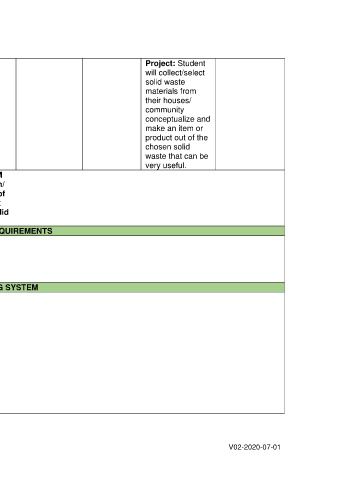 Project: Student
will collect/select
solid waste
materials from
their houses/
community
conceptualize and
make an item or
product out of the
chosen solid
waste that can be
very useful.
/
of
lid
QUIREMENTS
G SYSTEM
V02-2020-07-01